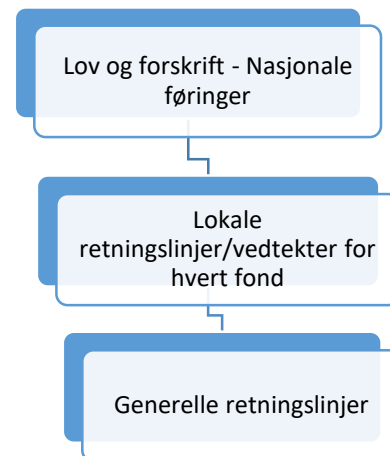 Lov og forskrift - Nasjonale
føringer
Lokale
retningslinjer/vedtekter for
hvert fond
Generelle retningslinjer